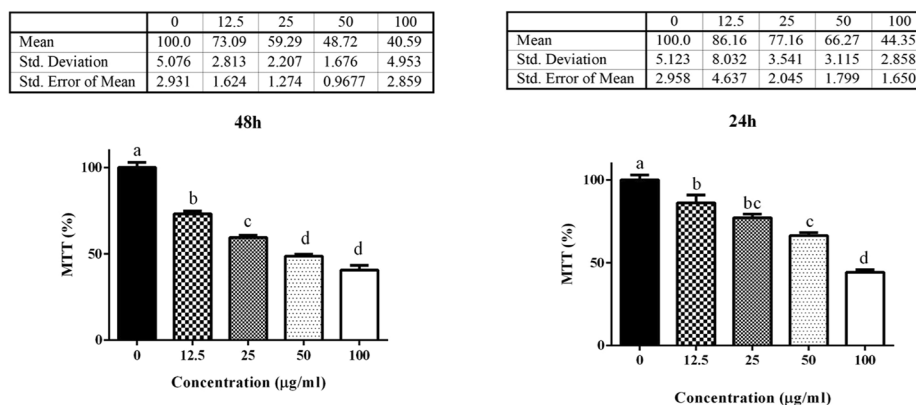 0 12.5 25 50 100
Mean 100.0 73.09 59.29 48.72 40.59
Std. Deviation 5.076 2.813 2.207 1.676 4.953
Std. Error of Mean 2.931 1.624 1.274 0.9677 2.859
48h
a
b
c
d
d
100
50
0
MTT (%)
0 12.5 25 50 100
Concentration (µg/ml)
0 12.5 25 50 100
Mean 100.0 86.16 77.16 66.27 44.35
Std. Deviation 5.123 8.032 3.541 3.115 2.858
Std. Error of Mean 2.958 4.637 2.045 1.799 1.650
24h
a
b
bc
c
d
100
50
0
MTT (%)
0 12.5 25 50 100
Concentration (µg/ml)